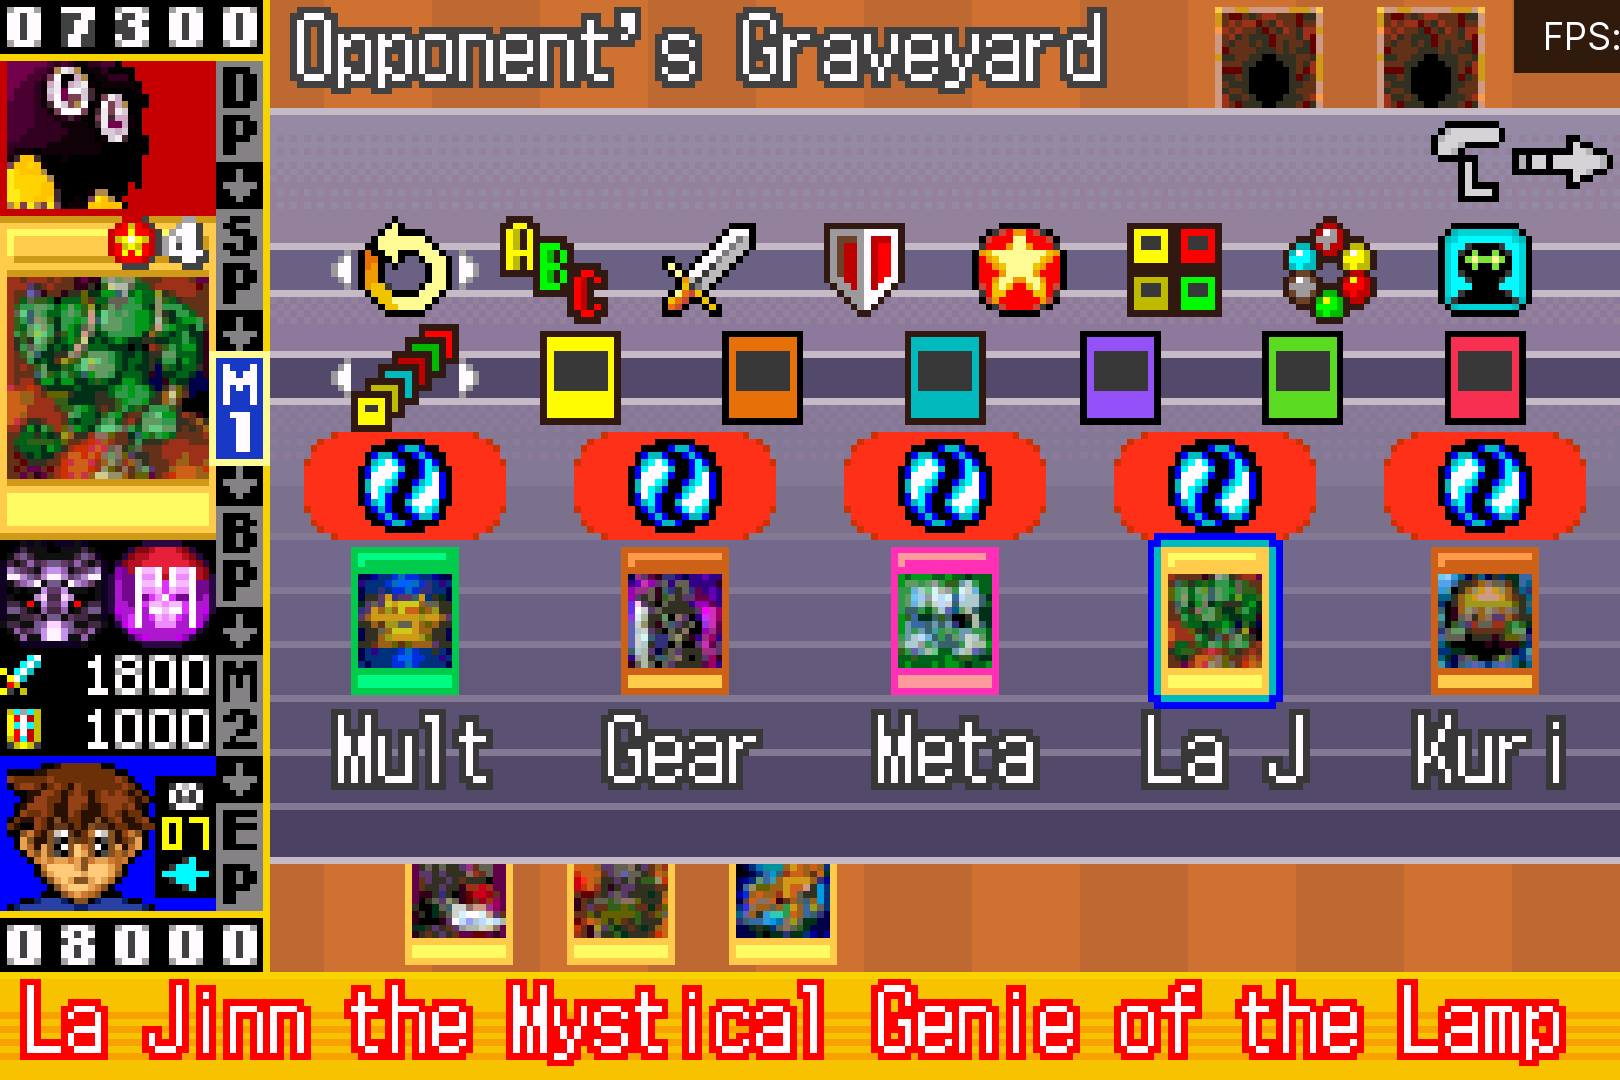 07300
Opponent's Graveyard
FPS:
DP
SP
M1
BP
M2
EP
4
A B C
1800
1000
07
08000
Mult
Gear
Meta
La J
Kuri
La Jinn the Mystical Genie of the Lamp